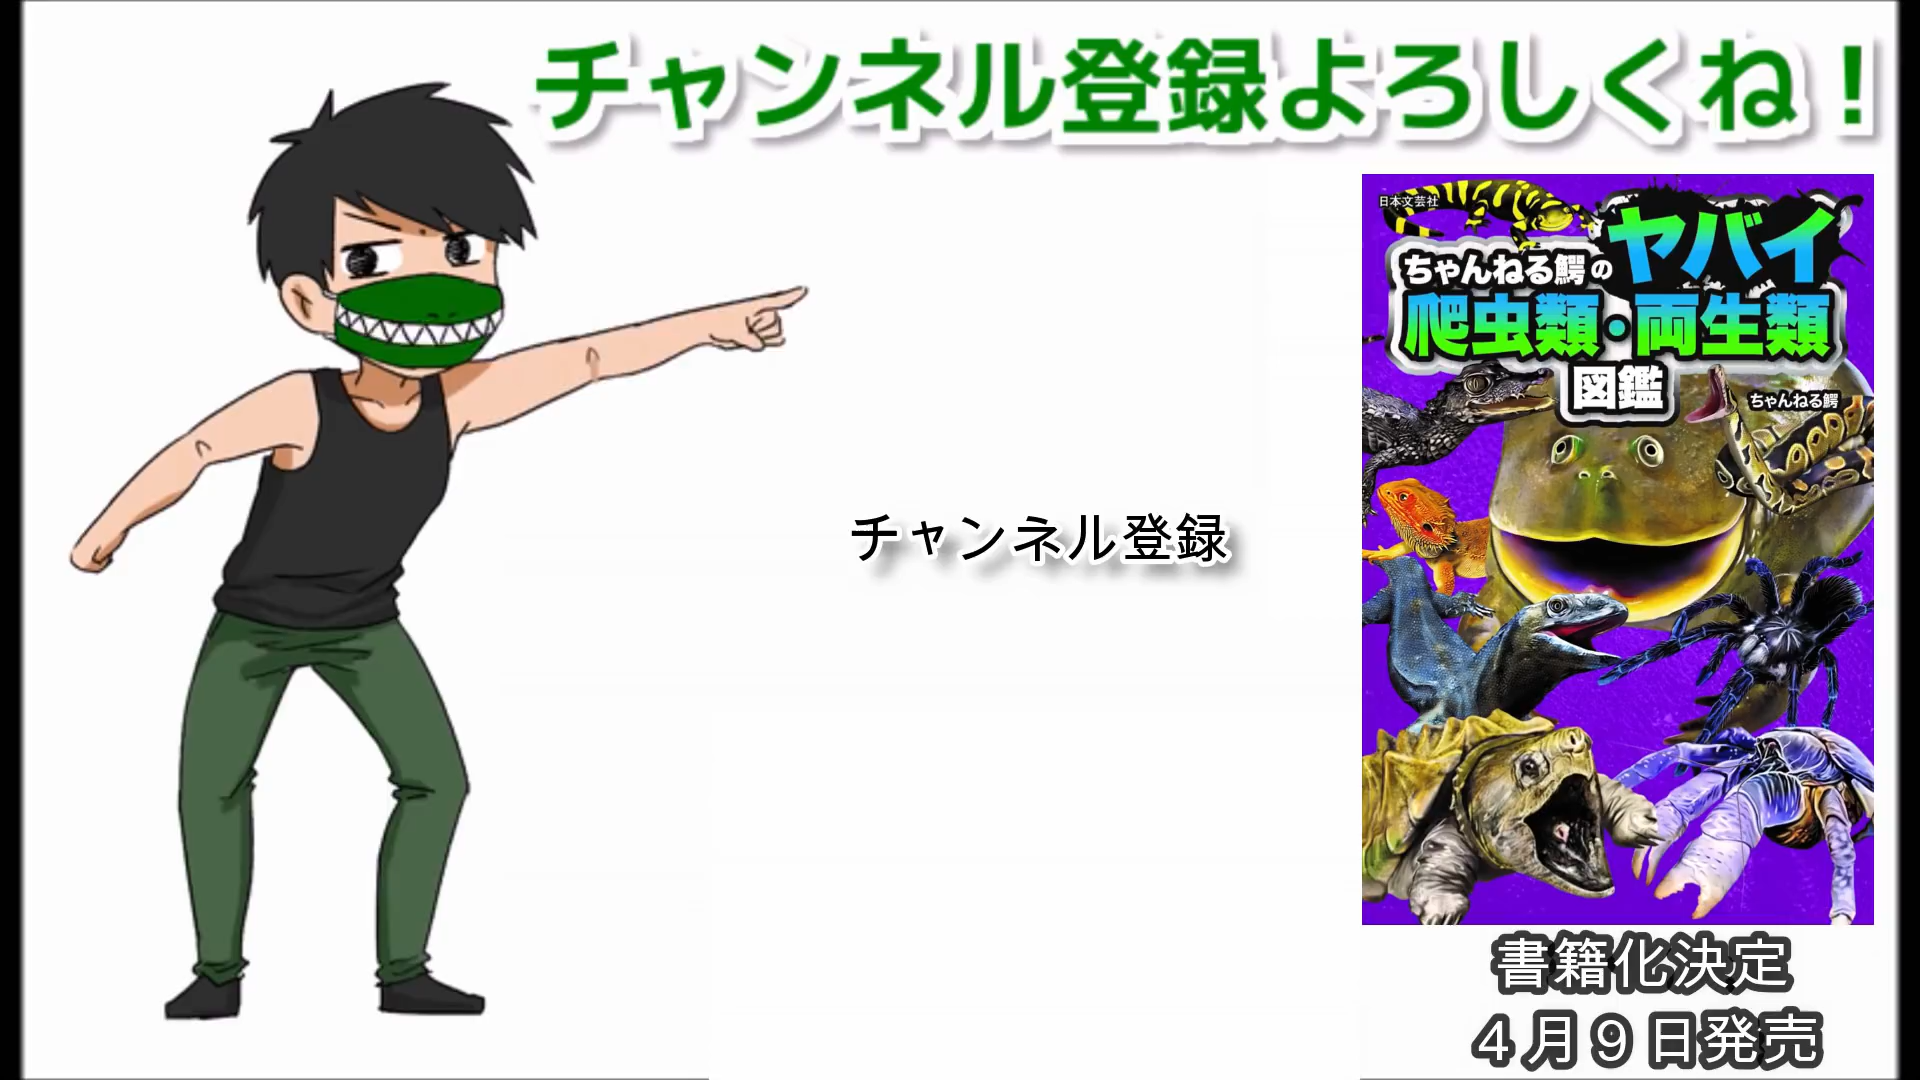 チャンネル登録よろしくね！
日本文芸社
ちゃんねる鰐の
ヤバイ
爬虫類・両生類
図鑑
ちゃんねる鰐
チャンネル登録
書籍化決定
４月９日発売